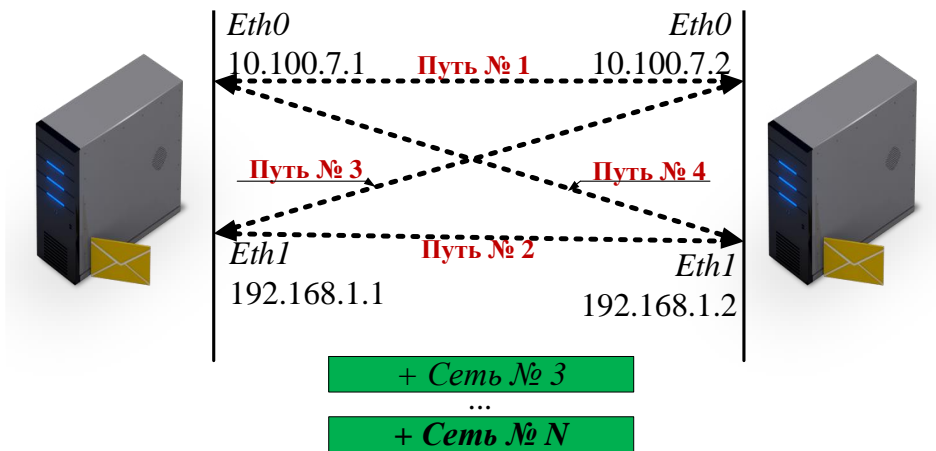 Eth0 Eth0
10.100.7.1 Путь № 1 10.100.7.2
Путь № 3 Путь № 4
Eth1 Путь № 2 Eth1
192.168.1.1 192.168.1.2
+ Сеть № 3
...
+ Сеть № N